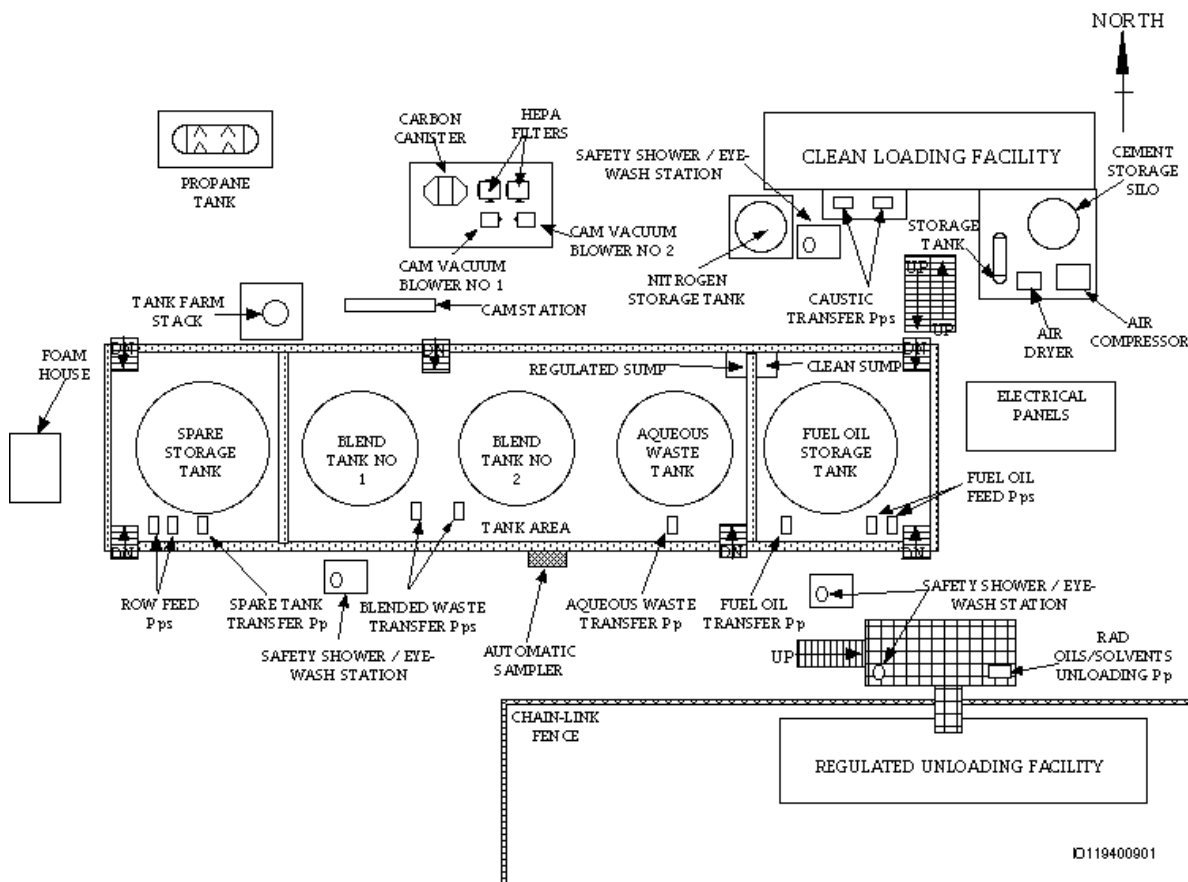 NORTH
PROPANE
TANK
CARBON
CANISTER
HEPA
FILTERS
CAM VACUUM
BLOWER NO 2
CAM VACUUM
BLOWER NO 1
SAFETY SHOWER / EYE-
WASH STATION
CLEAN LOADING FACILITY
CEMENT
STORAGE
SILO
STORAGE
TANK
NITROGEN
STORAGE TANK
CAUSTIC
TRANSFER Pps
UP
UP
AIR
DRYER
AIR
COMPRESSOR
TANK FARM
STACK
CAM STATION
FOAM
HOUSE
DN
DN
DN
REGULATED SUMP
CLEAN SUMP
ELECTRICAL
PANELS
SPARE
STORAGE
TANK
BLEND
TANK NO
1
BLEND
TANK NO
2
AQUEOUS
WASTE
TANK
FUEL OIL
STORAGE
TANK
FUEL OIL
FEED Pps
TANK AREA
DN
DN
DN
ROW FEED
Pps
SPARE TANK
TRANSFER Pp
SAFETY SHOWER / EYE-
WASH STATION
BLENDED WASTE
TRANSFER Pps
AUTOMATIC
SAMPLER
AQUEOUS WASTE
TRANSFER Pp
FUEL OIL
TRANSFER Pp
SAFETY SHOWER / EYE-
WASH STATION
UP
RAD
OILS/SOLVENTS
UNLOADING Pp
CHAIN-LINK
FENCE
REGULATED UNLOADING FACILITY
IO119400901